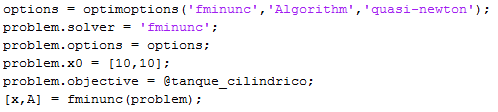 options = optimoptions('fminunc','Algorithm','quasi-newton');
problem.solver = 'fminunc';
problem.options = options;
problem.x0 = [10,10];
problem.objective = @tanque_cilindrico;
[x,A] = fminunc(problem);